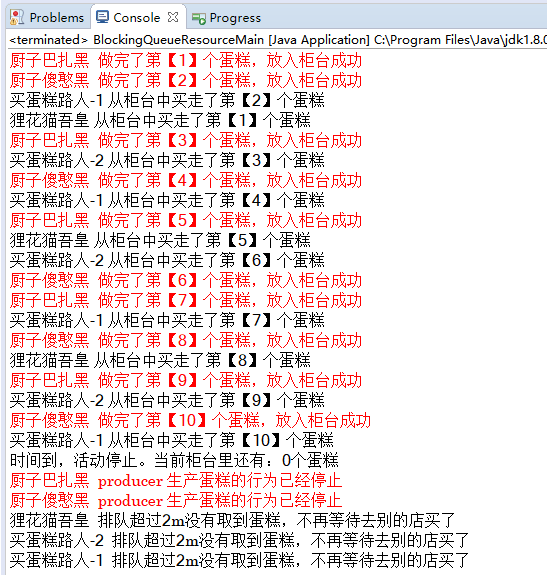 Problems Console Progress
<terminated> BlockingQueueResourceMain [Java Application] C:\Program Files\Java\jdk1.8.0
厨子巴扎黑 做完了第【1】个蛋糕，放入柜台成功
厨子傻憨黑 做完了第【2】个蛋糕，放入柜台成功
买蛋糕路人-1 从柜台中买走了第【2】个蛋糕
狸花猫吾皇 从柜台中买走了第【1】个蛋糕
厨子巴扎黑 做完了第【3】个蛋糕，放入柜台成功
买蛋糕路人-2 从柜台中买走了第【3】个蛋糕
厨子傻憨黑 做完了第【4】个蛋糕，放入柜台成功
买蛋糕路人-1 从柜台中买走了第【4】个蛋糕
厨子巴扎黑 做完了第【5】个蛋糕，放入柜台成功
狸花猫吾皇 从柜台中买走了第【5】个蛋糕
买蛋糕路人-2 从柜台中买走了第【6】个蛋糕
厨子傻憨黑 做完了第【6】个蛋糕，放入柜台成功
厨子巴扎黑 做完了第【7】个蛋糕，放入柜台成功
买蛋糕路人-1 从柜台中买走了第【7】个蛋糕
厨子傻憨黑 做完了第【8】个蛋糕，放入柜台成功
狸花猫吾皇 从柜台中买走了第【8】个蛋糕
厨子巴扎黑 做完了第【9】个蛋糕，放入柜台成功
买蛋糕路人-2 从柜台中买走了第【9】个蛋糕
厨子傻憨黑 做完了第【10】个蛋糕，放入柜台成功
买蛋糕路人-1 从柜台中买走了第【10】个蛋糕
时间到，活动停止。当前柜台里还有：0个蛋糕
厨子巴扎黑 producer 生产蛋糕的行为已经停止
厨子傻憨黑 producer 生产蛋糕的行为已经停止
狸花猫吾皇 排队超过2m没有取到蛋糕，不再等待去别的店买了
买蛋糕路人-2 排队超过2m没有取到蛋糕，不再等待去别的店买了
买蛋糕路人-1 排队超过2m没有取到蛋糕，不再等待去别的店买了